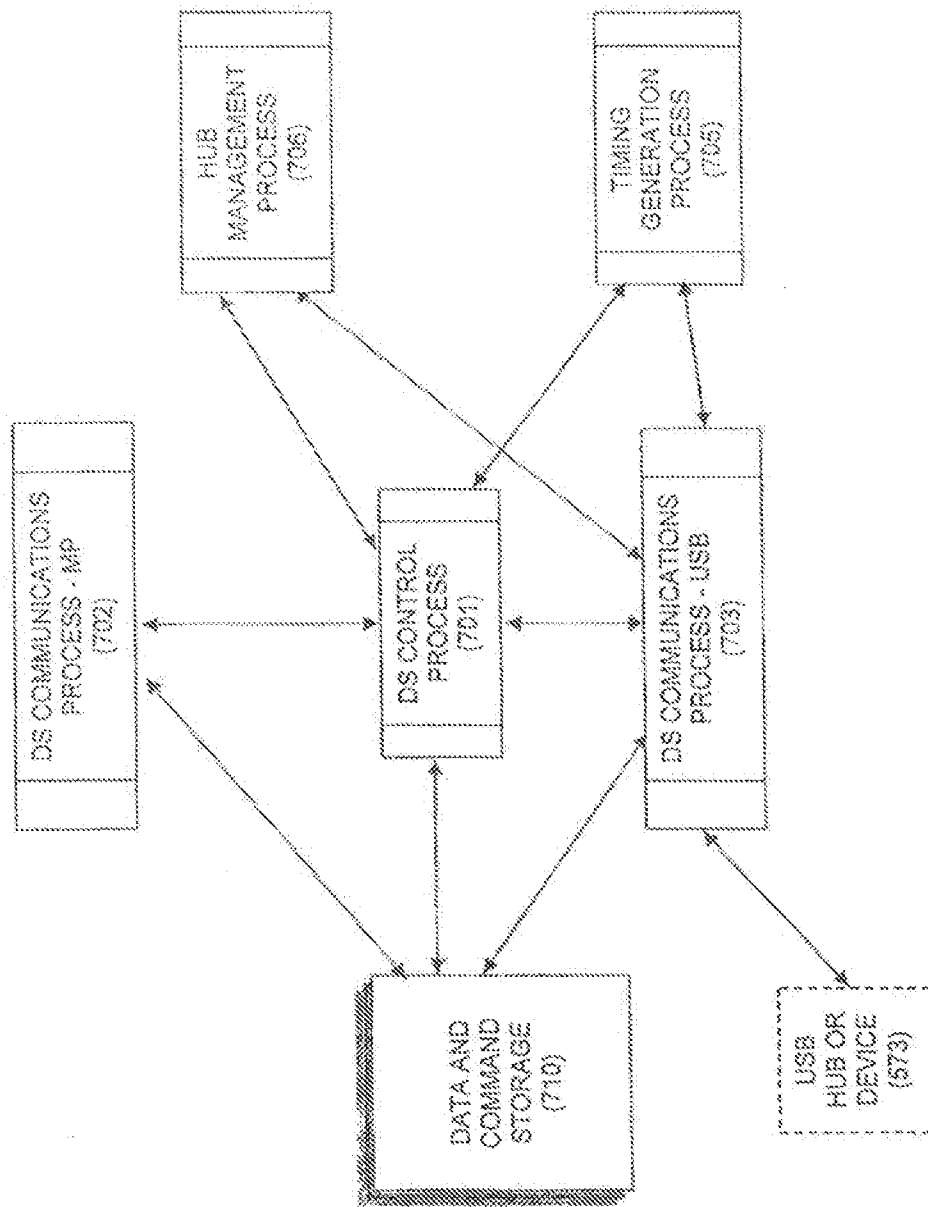 DS COMMUNICATIONS
PROCESS - MP
(702)
HUB
MANAGEMENT
PROCESS
(706)
DATA AND
COMMAND
STORAGE
(710)
DS CONTROL
PROCESS
(701)
USB
HUB OR
DEVICE
(573)
DS COMMUNICATIONS
PROCESS - USB
(703)
TIMING
GENERATION
PROCESS
(705)